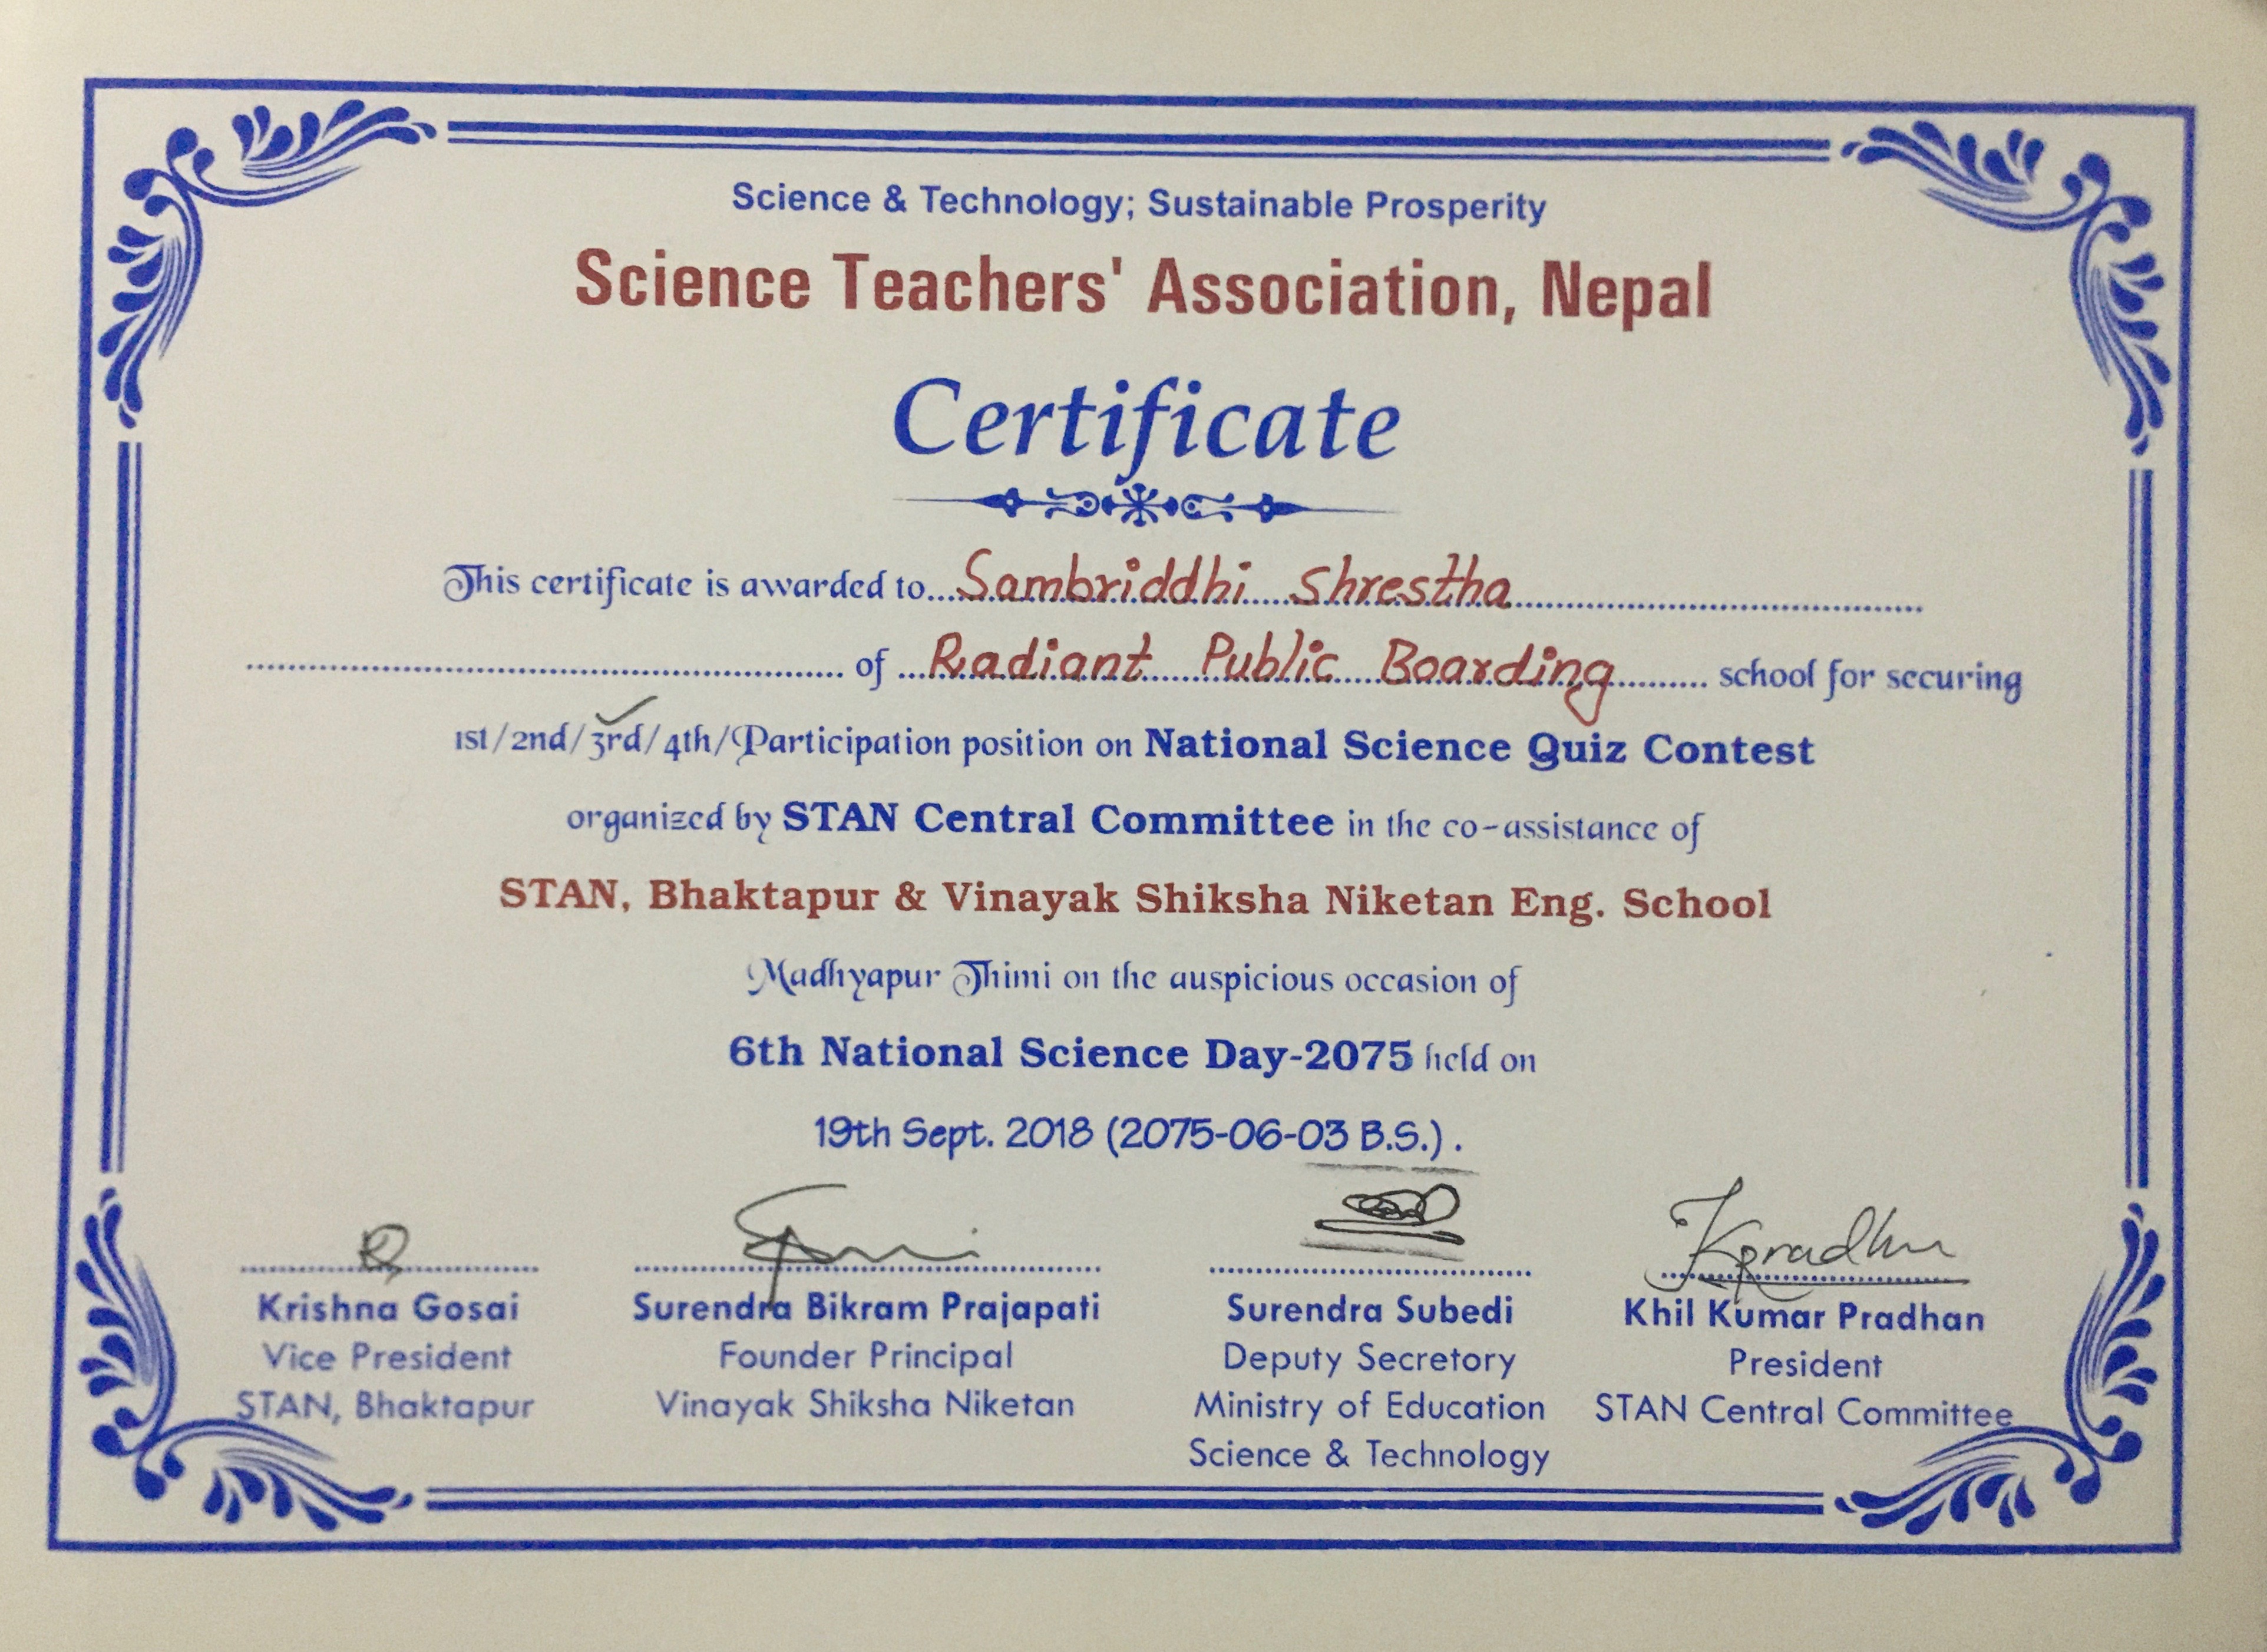 Science & Technology; Sustainable Prosperity
Science Teachers' Association, Nepal
Certificate
This certificate is awarded to Sambriddhi Shrestha
of Radiant Public Boarding school for securing
1st/2nd/3rd/4th/Participation position on National Science Quiz Contest
organized by STAN Central Committee in the co-assistance of
STAN, Bhaktapur & Vinayak Shiksha Niketan Eng. School
Madhyapur Thimi on the auspicious occasion of
6th National Science Day-2075 held on
19th Sept. 2018 (2075-06-03 B.S.) .
Kpradhan
Krishna Gosai
Vice President
STAN, Bhaktapur
Surendra Bikram Prajapati
Founder Principal
Vinayak Shiksha Niketan
Surendra Subedi
Deputy Secretory
Ministry of Education
Science & Technology
Khil Kumar Pradhan
President
STAN Central Committee